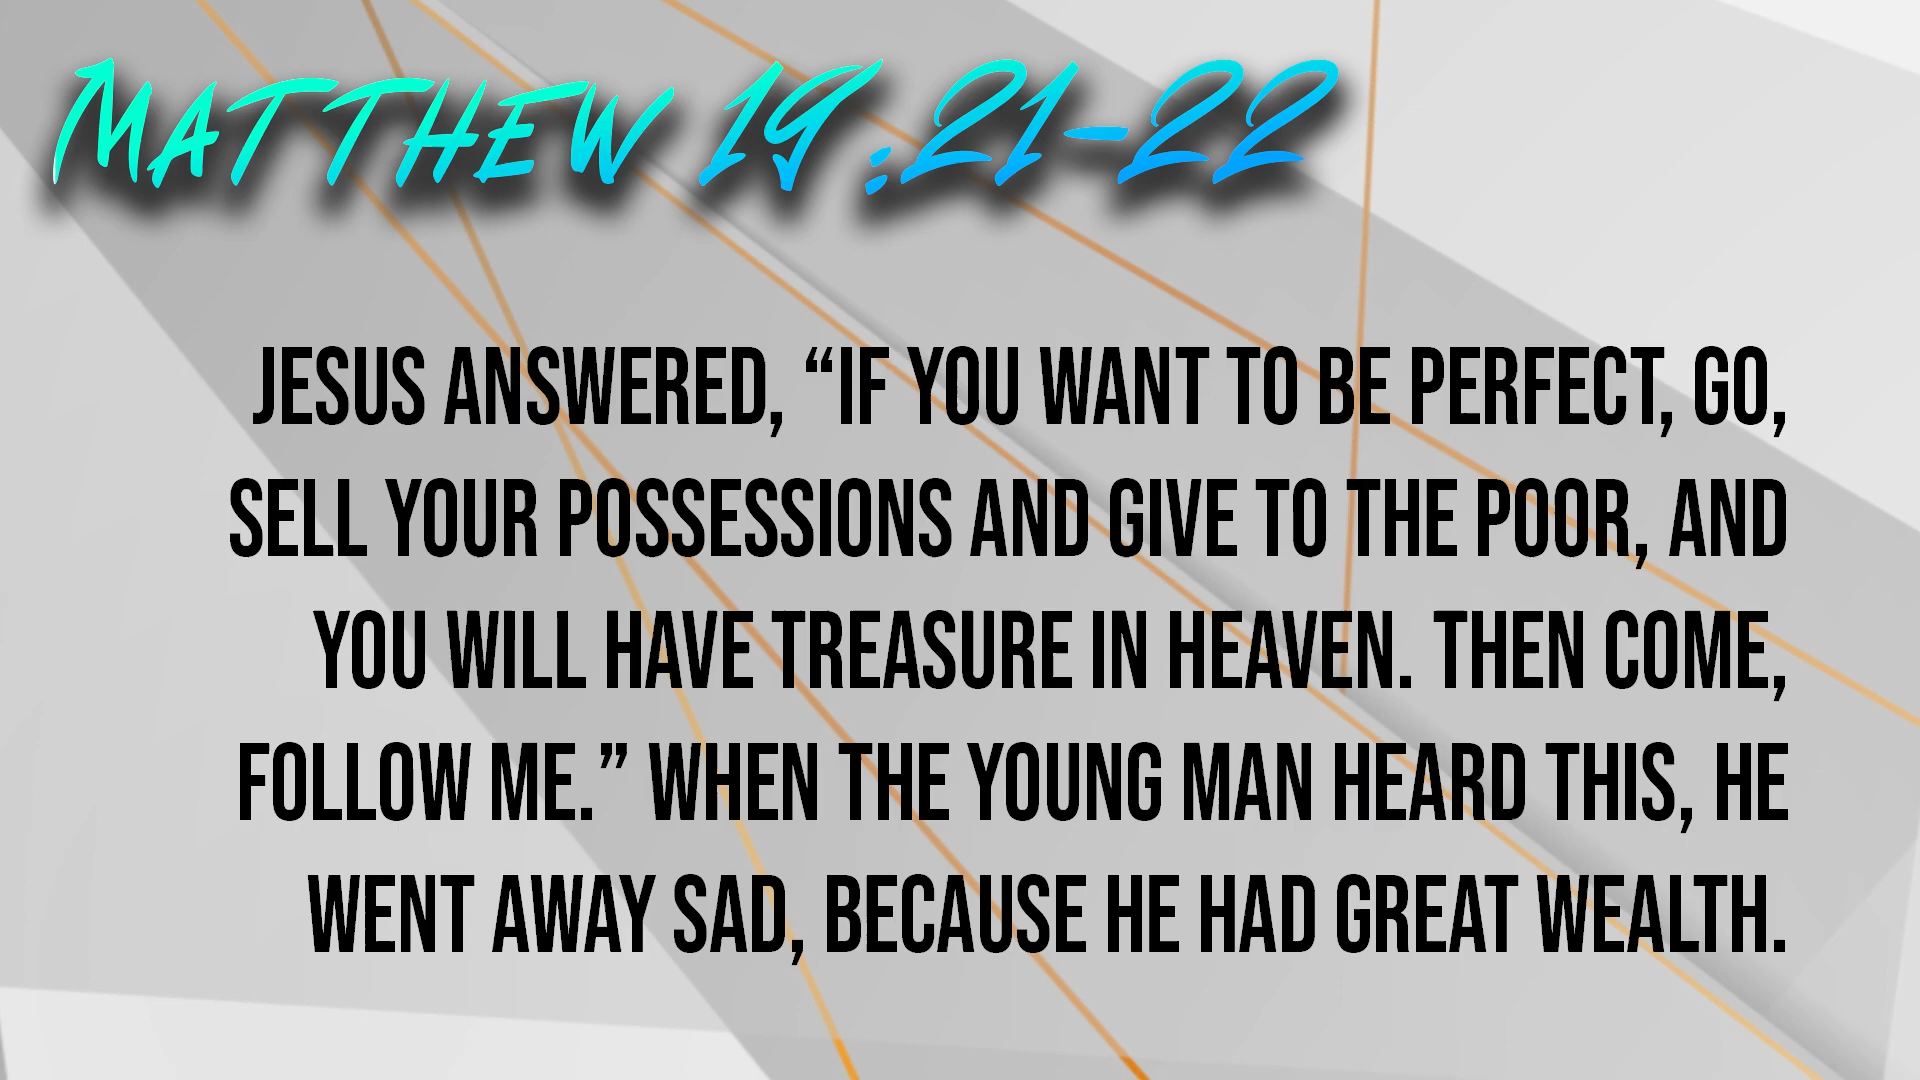 MATTHEW 19:21-22
JESUS ANSWERED, “IF YOU WANT TO BE PERFECT, GO,
SELL YOUR POSSESSIONS AND GIVE TO THE POOR, AND
YOU WILL HAVE TREASURE IN HEAVEN. THEN COME,
FOLLOW ME.” WHEN THE YOUNG MAN HEARD THIS, HE
WENT AWAY SAD, BECAUSE HE HAD GREAT WEALTH.